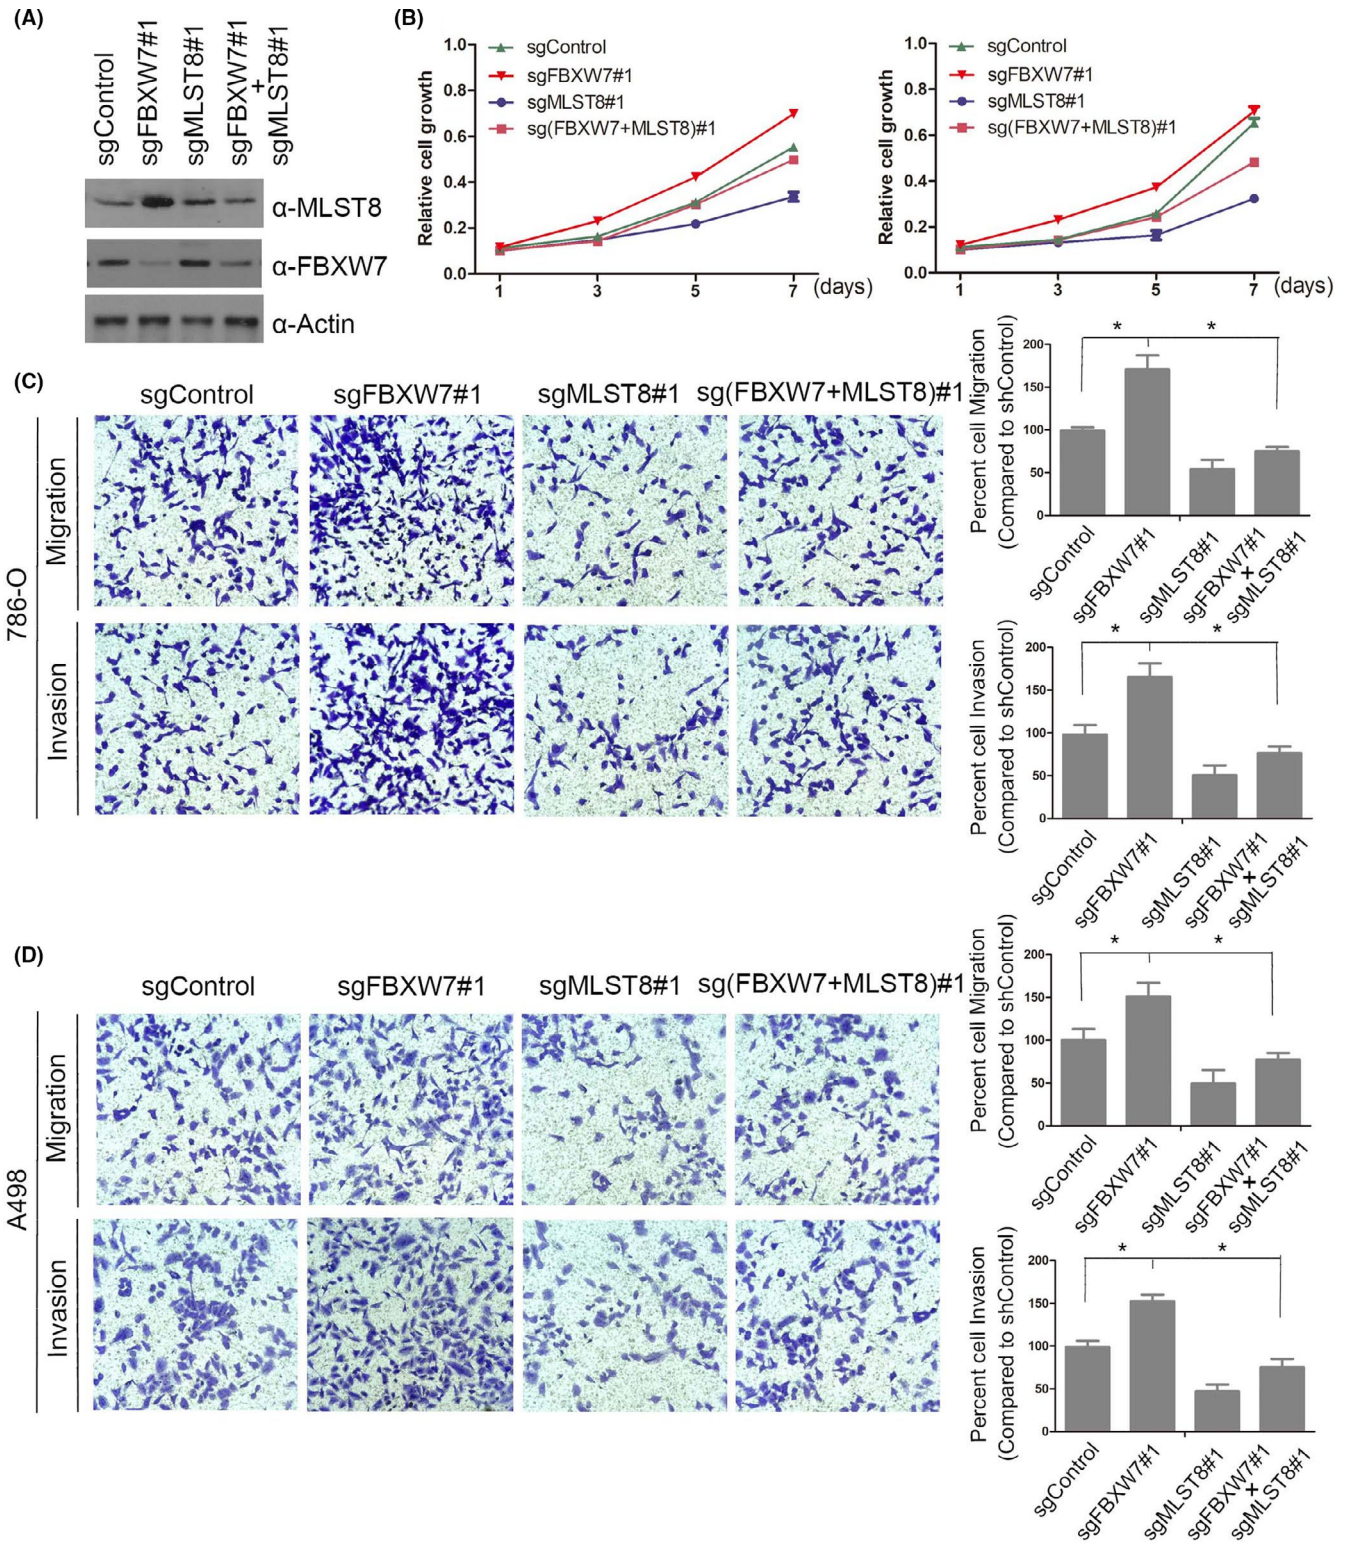 (A)
sgControl
sgFBXW7#1
sgMLST8#1
sgFBXW7#1
+
sgMLST8#1
α-MLST8
α-FBXW7
α-Actin
(B)
Relative cell growth
1.0
0.8
0.6
0.4
0.2
0.0
sgControl
sgFBXW7#1
sgMLST8#1
sg(FBXW7+MLST8)#1
1 3 5 7 (days)
Relative cell growth
1.0
0.8
0.6
0.4
0.2
0.0
sgControl
sgFBXW7#1
sgMLST8#1
sg(FBXW7+MLST8)#1
1 3 5 7 (days)
(C)
sgControl sgFBXW7#1 sgMLST8#1 sg(FBXW7+MLST8)#1
786-O
Migration
Invasion
Percent cell Migration
(Compared to shControl)
200
150
100
50
0
* *
sgControl
sgFBXW7#1
sgMLST8#1
sgFBXW7#1
+
sgMLST8#1
Percent cell Invasion
(Compared to shControl)
200
150
100
50
0
* *
sgControl
sgFBXW7#1
sgMLST8#1
sgFBXW7#1
+
sgMLST8#1
(D)
sgControl sgFBXW7#1 sgMLST8#1 sg(FBXW7+MLST8)#1
A498
Migration
Invasion
Percent cell Migration
(Compared to shControl)
200
150
100
50
0
* *
sgControl
sgFBXW7#1
sgMLST8#1
sgFBXW7#1
+
sgMLST8#1
Percent cell Invasion
(Compared to shControl)
200
150
100
50
0
* *
sgControl
sgFBXW7#1
sgMLST8#1
sgFBXW7#1
+
sgMLST8#1